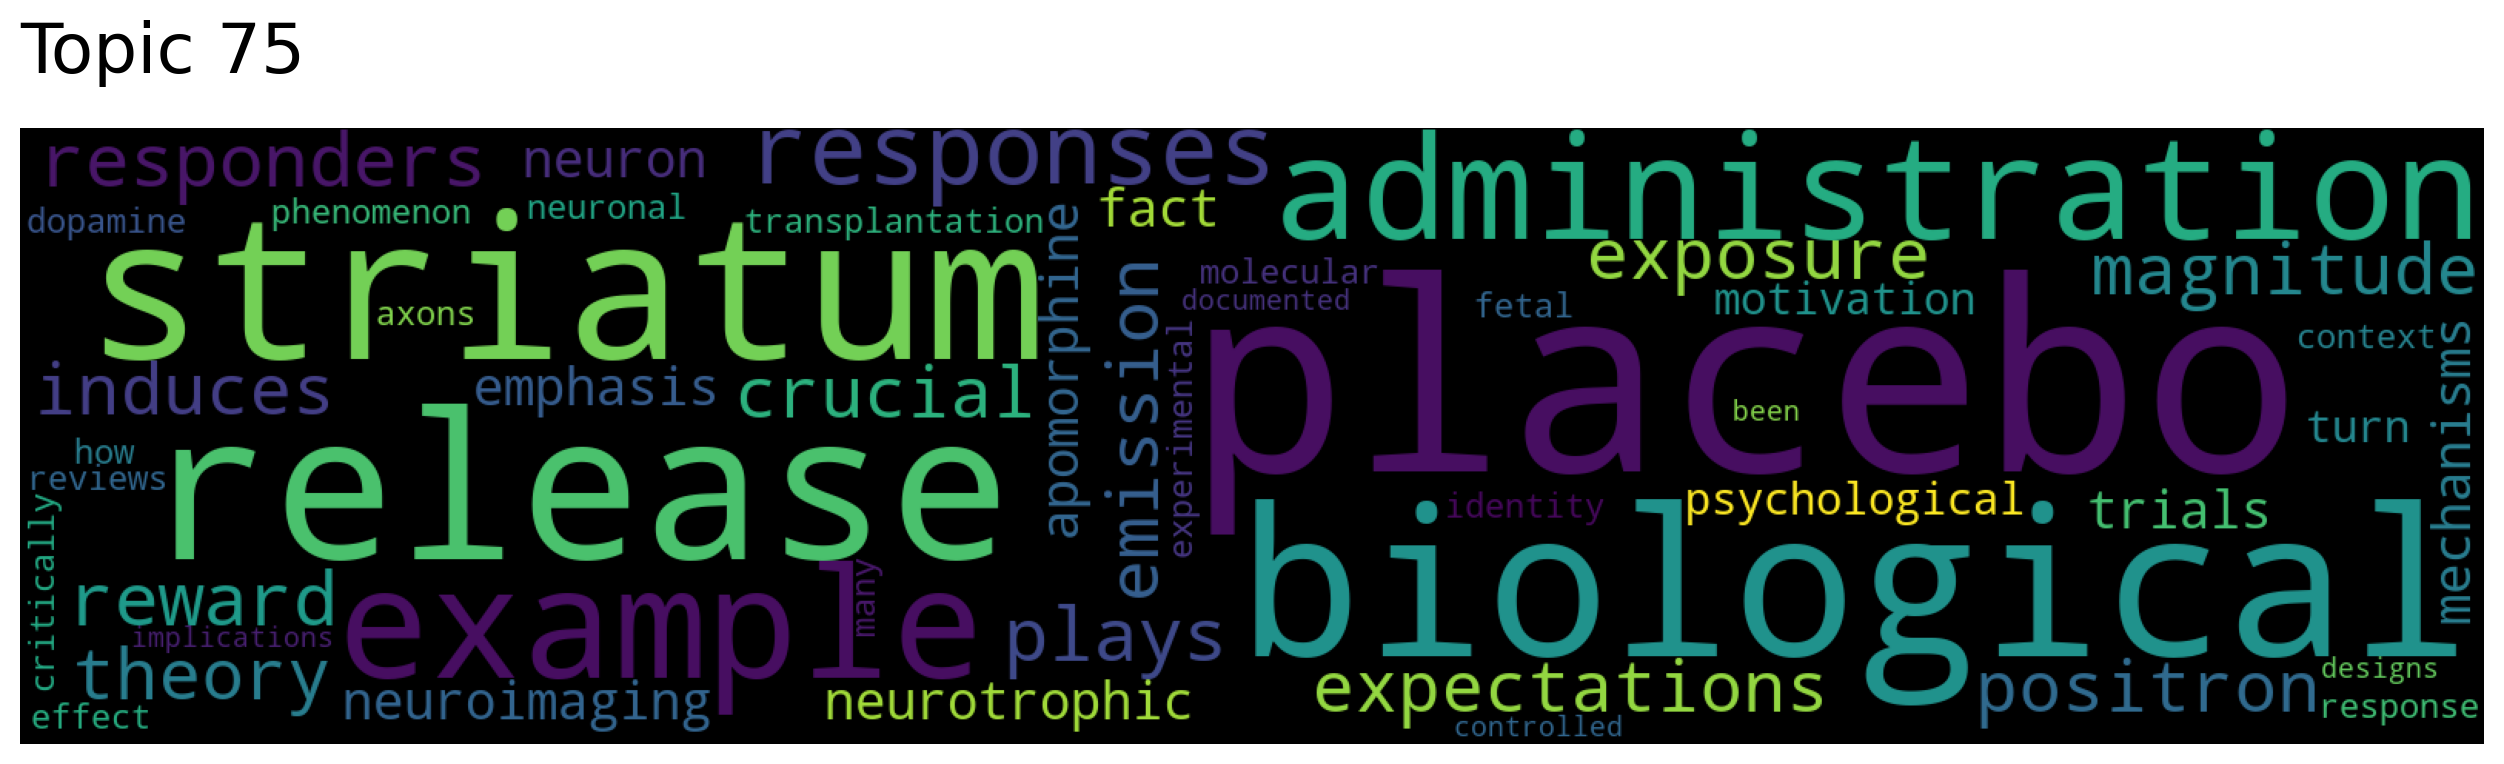 Topic 75
responders
neuron
responses
administration
dopamine
phenomenon
neuronal
transplantation
fact
striatum
axons
apomorphine
emission
molecular
documented
experimental
exposure
fetal
motivation
magnitude
placebo
been
context
turn
mechanisms
induces
emphasis
crucial
how
reviews
release
critically
identity
psychological
trials
biological
reward
implications
theory
example
many
plays
effect
neuroimaging
neurotrophic
expectations
controlled
positron
designs
response